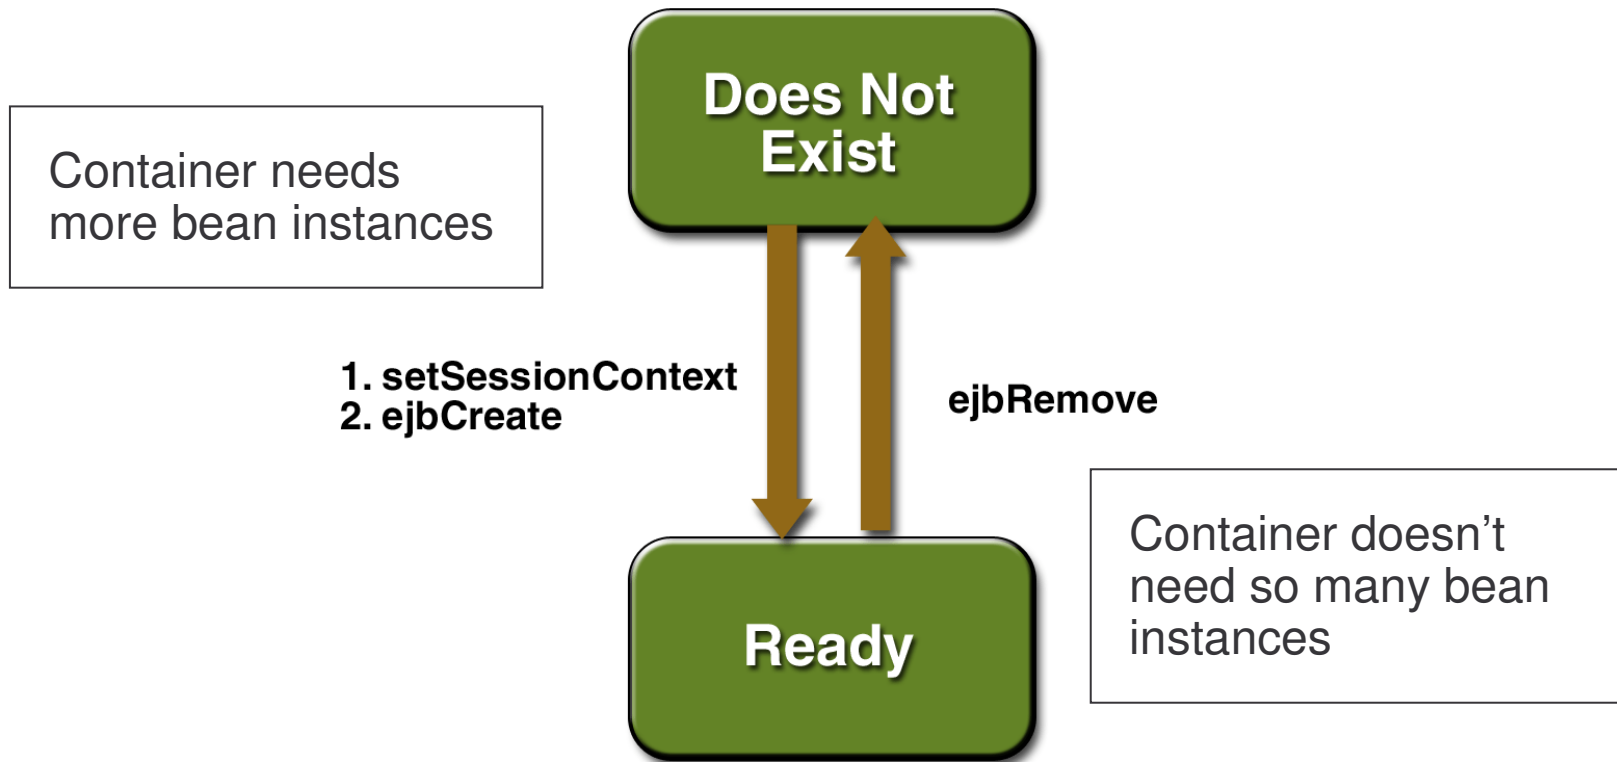 Does Not
Exist
Container needs
more bean instances
1. setSessionContext
2. ejbCreate
ejbRemove
Container doesn’t
need so many bean
instances
Ready